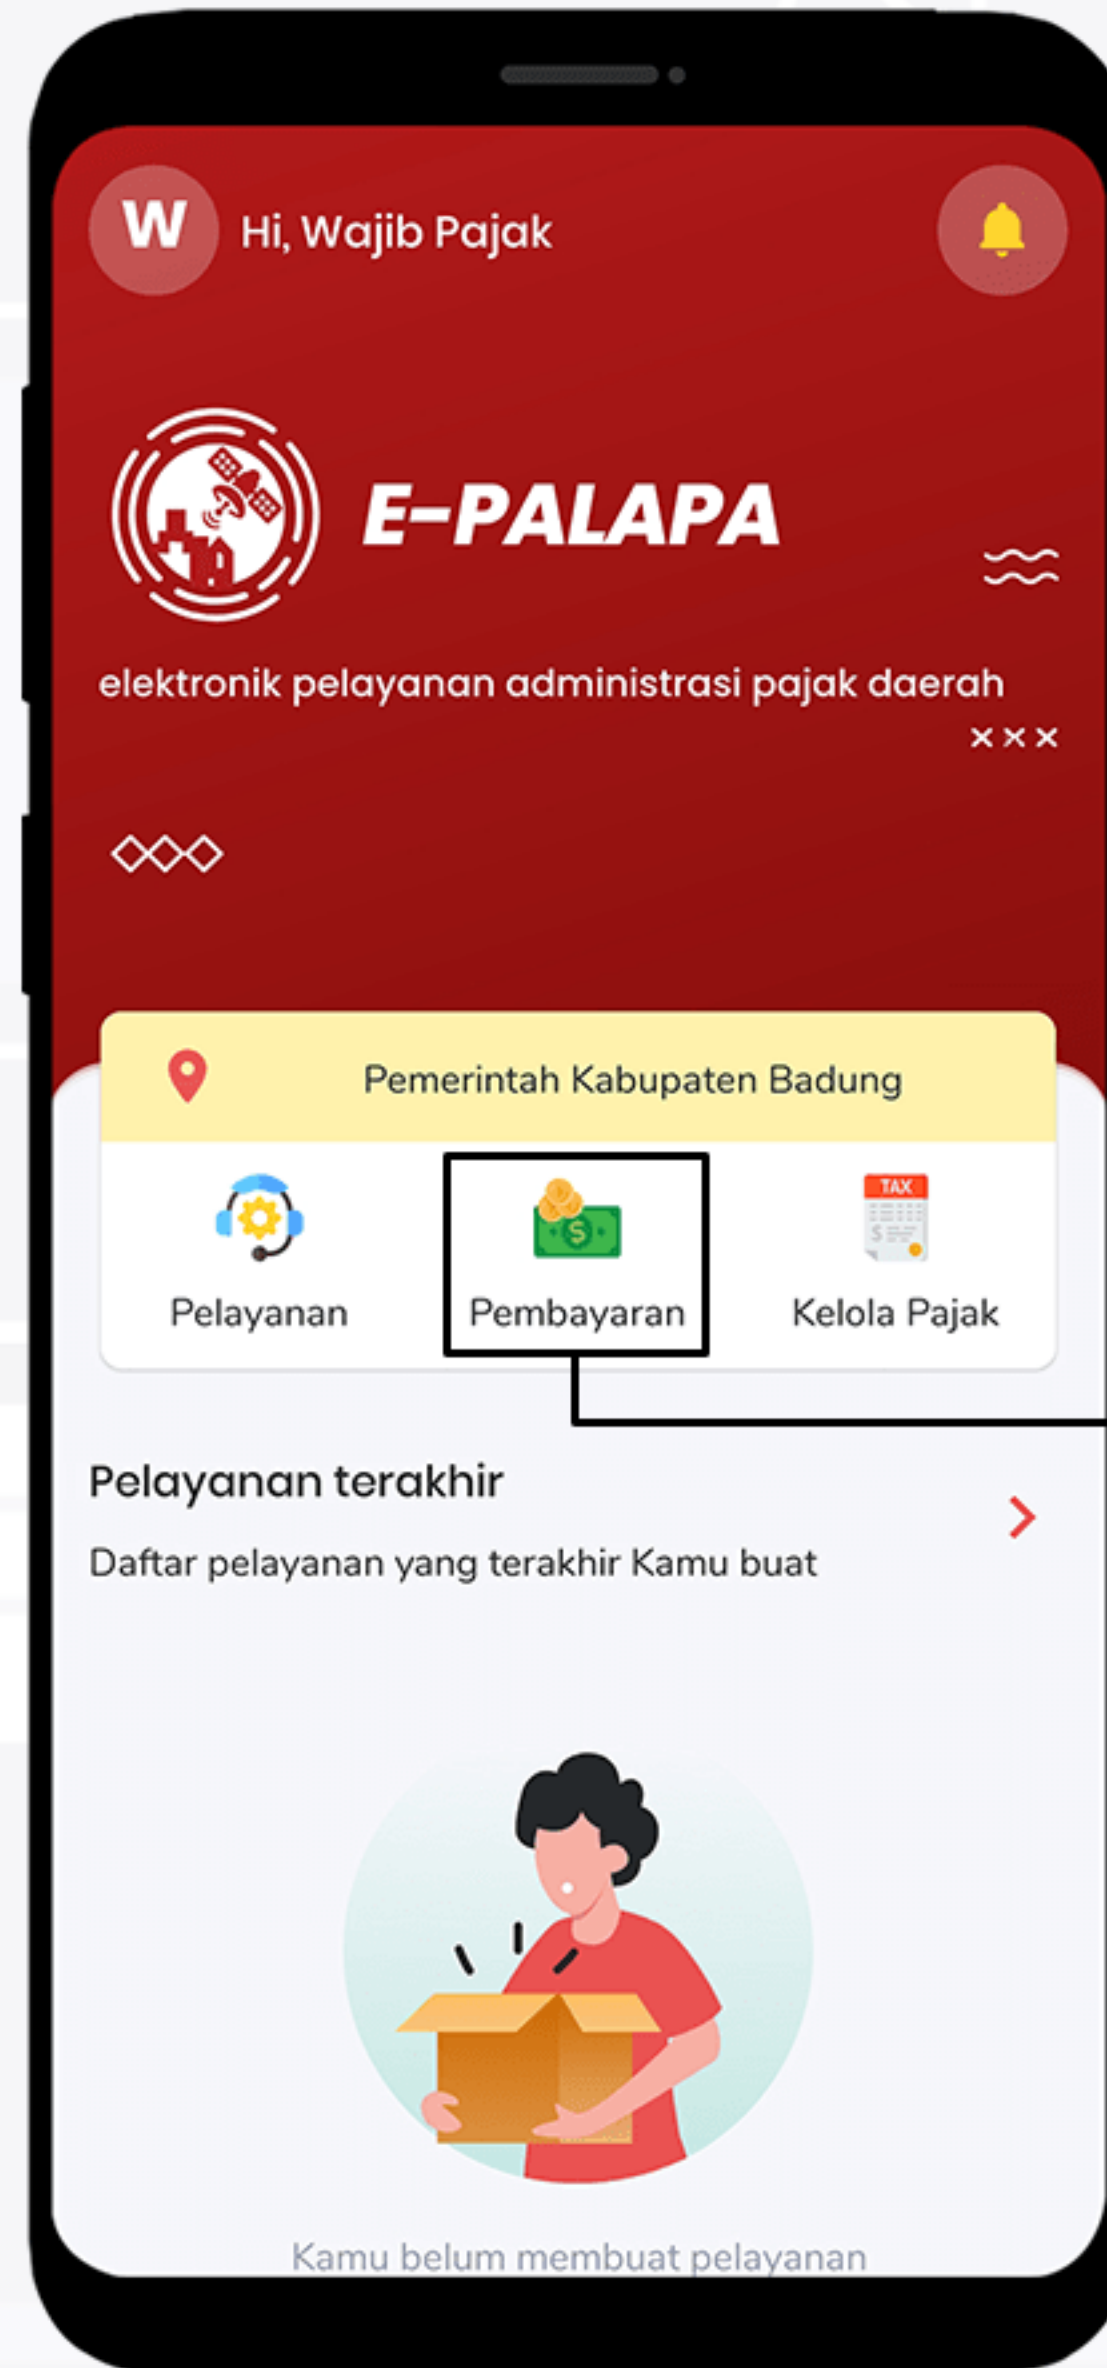 W
Hi, Wajib Pajak
E-PALAPA
elektronik pelayanan administrasi pajak daerah
Pemerintah Kabupaten Badung
TAX
$
$
Pelayanan
Pembayaran
Kelola Pajak
Pelayanan terakhir
Daftar pelayanan yang terakhir Kamu buat
Kamu belum membuat pelayanan